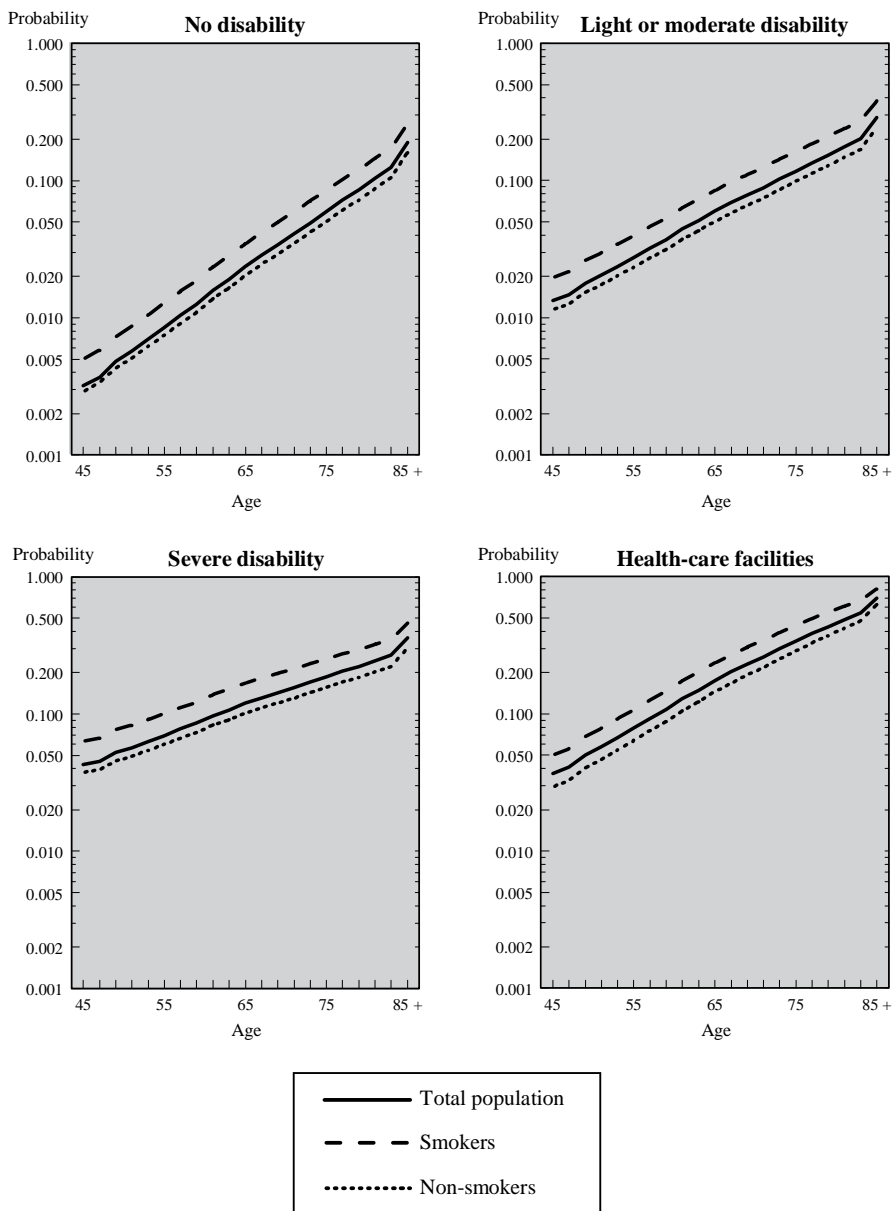 Probability
No disability
1.000
0.500
0.200
0.100
0.050
0.020
0.010
0.005
0.002
0.001
45 55 65 75 85 +
Age
Probability
Light or moderate disability
1.000
0.500
0.200
0.100
0.050
0.020
0.010
0.005
0.002
0.001
45 55 65 75 85 +
Age
Probability
Severe disability
1.000
0.500
0.200
0.100
0.050
0.020
0.010
0.005
0.002
0.001
45 55 65 75 85 +
Age
Probability
Health-care facilities
1.000
0.500
0.200
0.100
0.050
0.020
0.010
0.005
0.002
0.001
45 55 65 75 85 +
Age
Total population
Smokers
Non-smokers